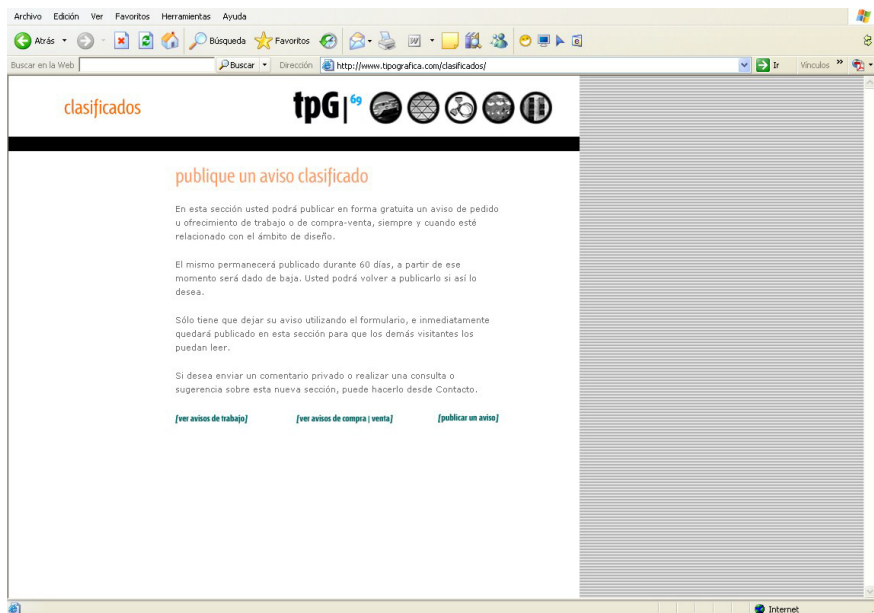 Archivo Edición Ver Favoritos Herramientas Ayuda
Atrás Búsqueda Favoritos
Buscar en la Web Buscar Dirección http://www.tipografica.com/clasificados/ Ir Vínculos »
clasificados tpG|69
publique un aviso clasificado
En esta sección usted podrá publicar en forma gratuita un aviso de pedido
u ofrecimiento de trabajo o de compra-venta, siempre y cuando esté
relacionado con el ámbito de diseño.
El mismo permanecerá publicado durante 60 días, a partir de ese
momento será dado de baja. Usted podrá volver a publicarlo si así lo
desea.
Sólo tiene que dejar su aviso utilizando el formulario, e inmediatamente
quedará publicado en esta sección para que los demás visitantes los
puedan leer.
Si desea enviar un comentario privado o realizar una consulta o
sugerencia sobre esta nueva sección, puede hacerlo desde Contacto.
[ver avisos de trabajo] [ver avisos de compra | venta] [publicar un aviso]
Internet